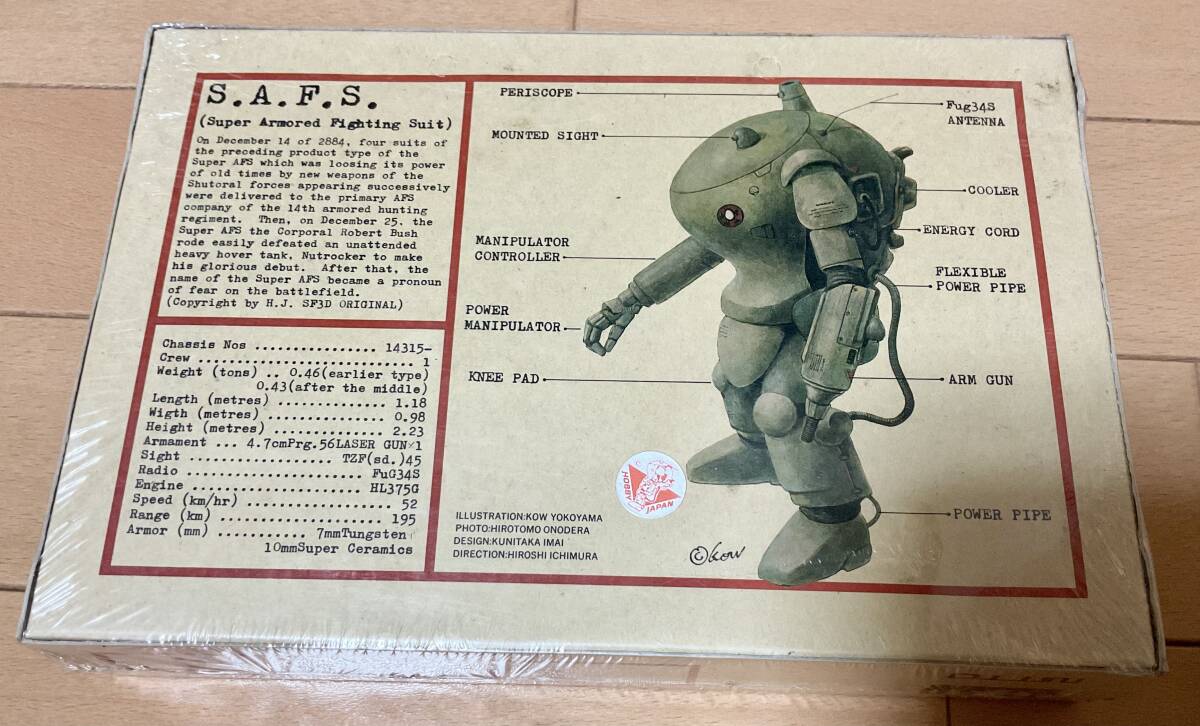 S.A.F.S.
(Super Armored Fighting Suit)
On December 14 of 2884, four suits of
the preceding product type of the
Super AFS which was loosing its power
of old times by new weapons of the
Shutoral forces appearing successively
were delivered to the primary AFS
company of the 14th armored hunting
regiment. Then, on December 25. the
Super AFS the Corporal Robert Bush
rode easily defeated an unattended
heavy hover tank, Nutrocker to make
his glorious debut. After that, the
name of the Super AFS became a pronoun
of fear on the battlefield.
(Copyright by H.J. SF3D ORIGINAL)
Chassis Nos ................ 14315-
Crew ............................ 1
Weight (tons) .. 0.46(earlier type)
0.43(after the middle)
Length (metres) .............. 1.18
Wigth (metres) ............... 0.98
Height (metres) .............. 2.23
Armament ... 4.7cmPrg.56LASER GUN×1
Sight ................... TZF(sd.)45
Radio ....................... FuG34S
Engine ...................... HL375G
Speed (km/hr) .................. 52
Range (km) .................... 195
Armor (mm) ........... 7mmTungsten
10mmSuper Ceramics
PERISCOPE
MOUNTED SIGHT
MANIPULATOR
CONTROLLER
POWER
MANIPULATOR
KNEE PAD
Fug34S
ANTENNA
COOLER
ENERGY CORD
FLEXIBLE
POWER PIPE
ARM GUN
POWER PIPE
HOBBY
JAPAN
ILLUSTRATION:KOW YOKOYAMA
PHOTO:HIROTOMO ONODERA
DESIGN:KUNITAKA IMAI
DIRECTION:HIROSHI ICHIMURA
©Kow
NITTO